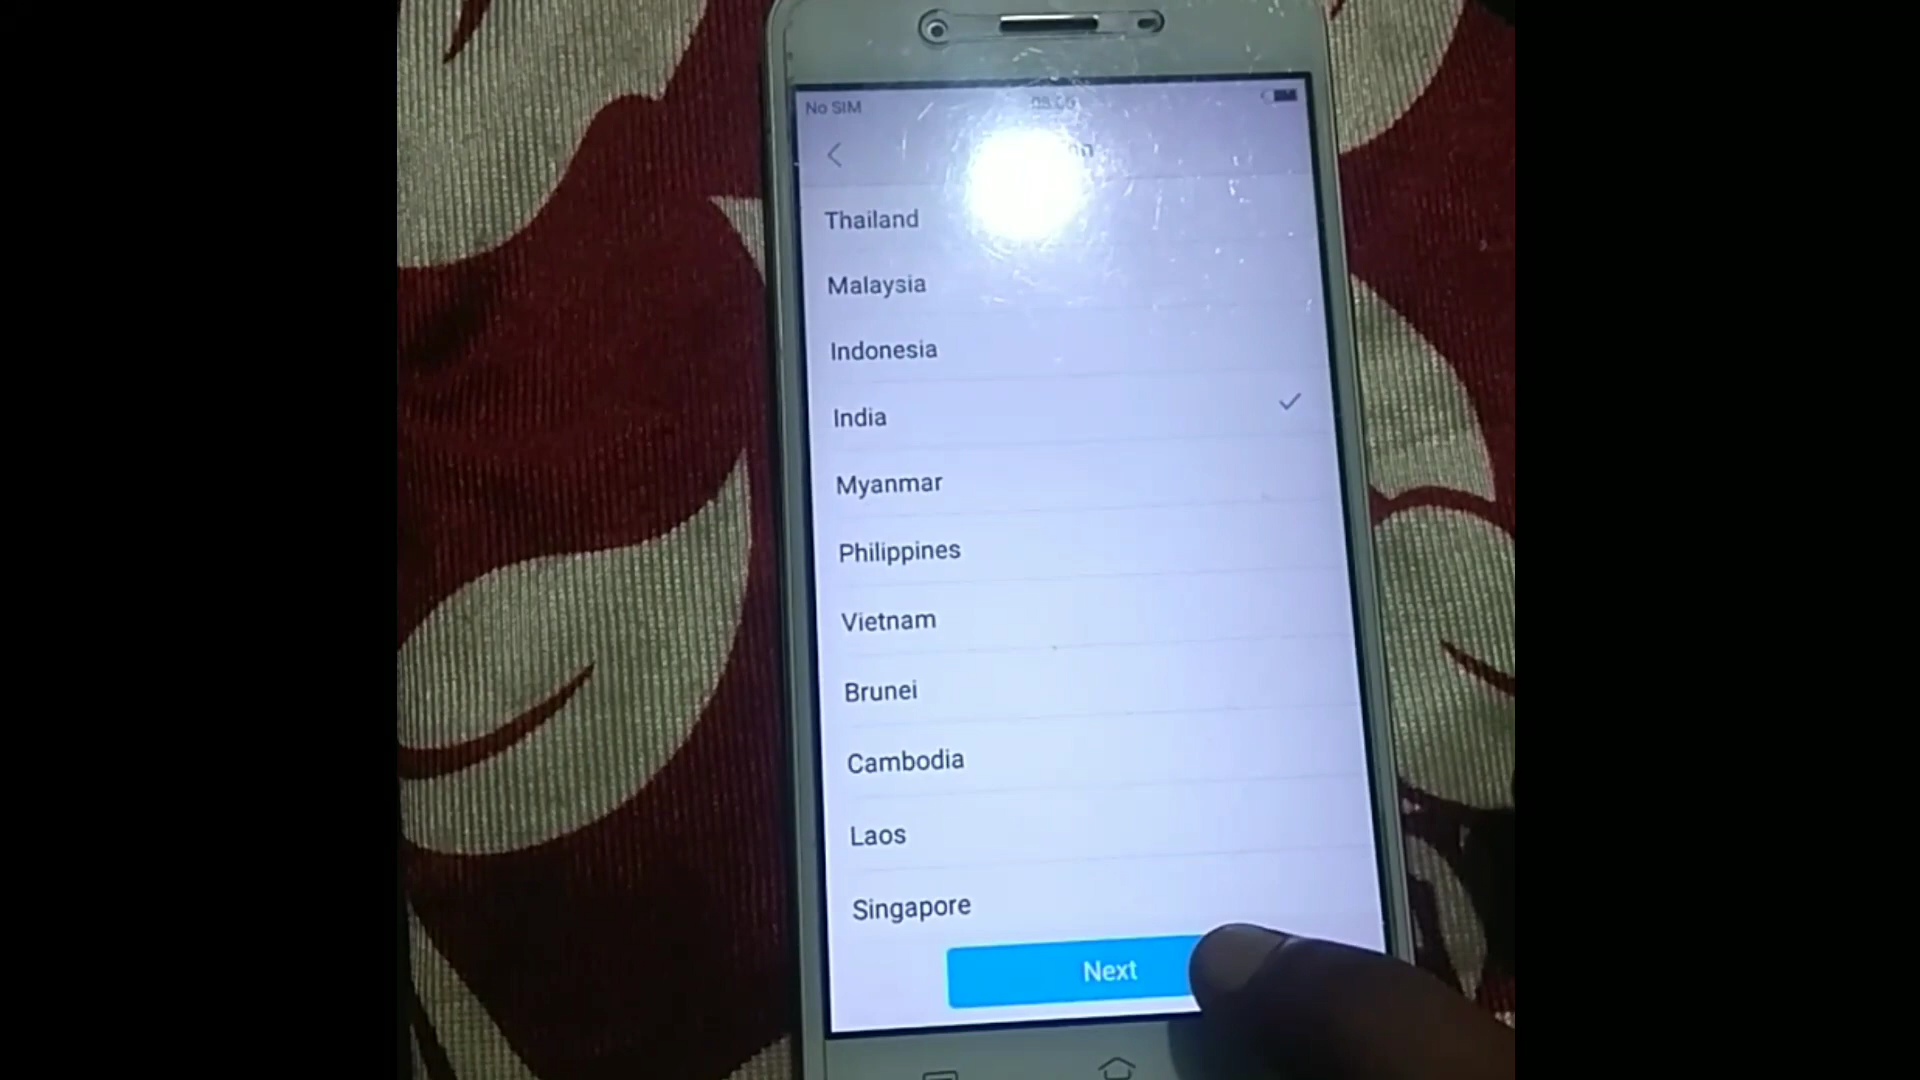 No SIM
Thailand
Malaysia
Indonesia
India
Myanmar
Philippines
Vietnam
Brunei
Cambodia
Laos
Singapore
Next